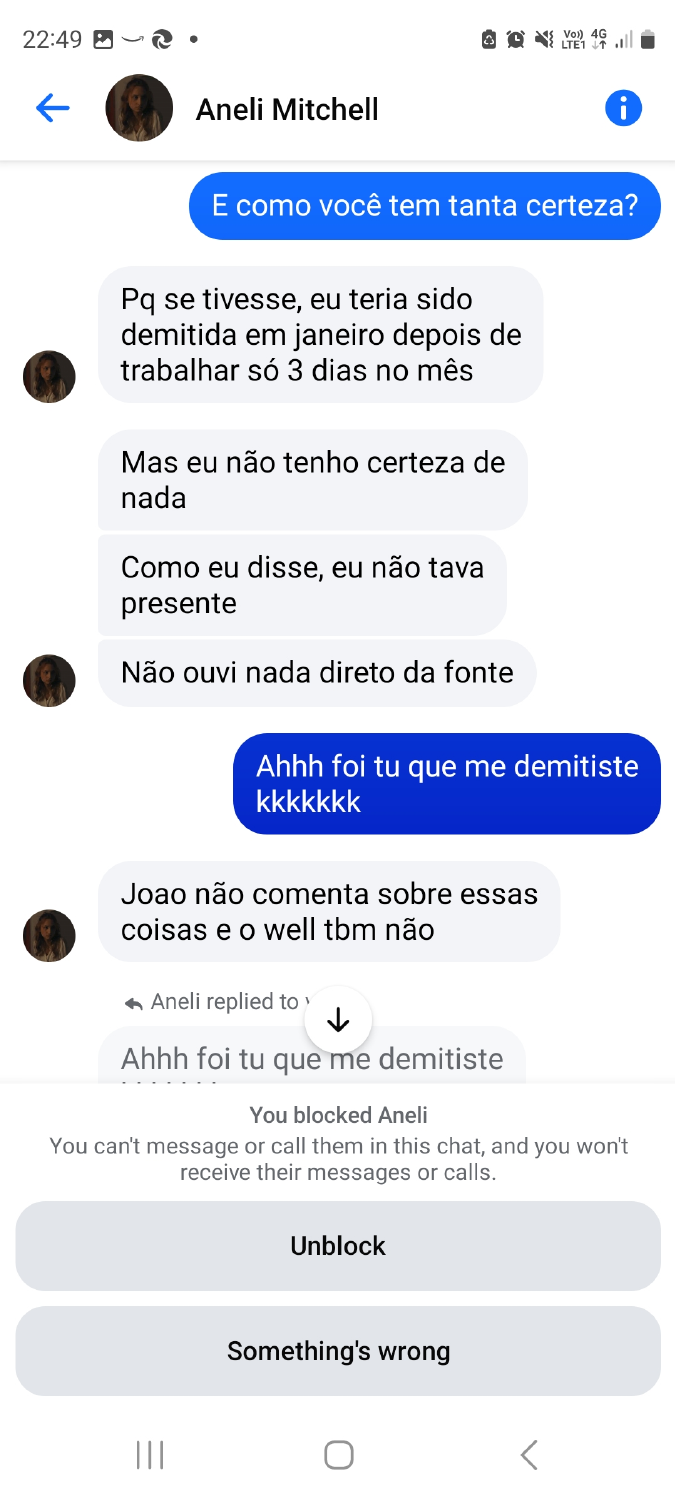 22:49
Vo))
LTE1
4G
Aneli Mitchell
E como você tem tanta certeza?
Pq se tivesse, eu teria sido
demitida em janeiro depois de
trabalhar só 3 dias no mês
Mas eu não tenho certeza de
nada
Como eu disse, eu não tava
presente
Não ouvi nada direto da fonte
Ahhh foi tu que me demitiste
kkkkkkk
Joao não comenta sobre essas
coisas e o well tbm não
Aneli replied to
Ahhh foi tu que me demitiste
You blocked Aneli
You can't message or call them in this chat, and you won't
receive their messages or calls.
Unblock
Something's wrong